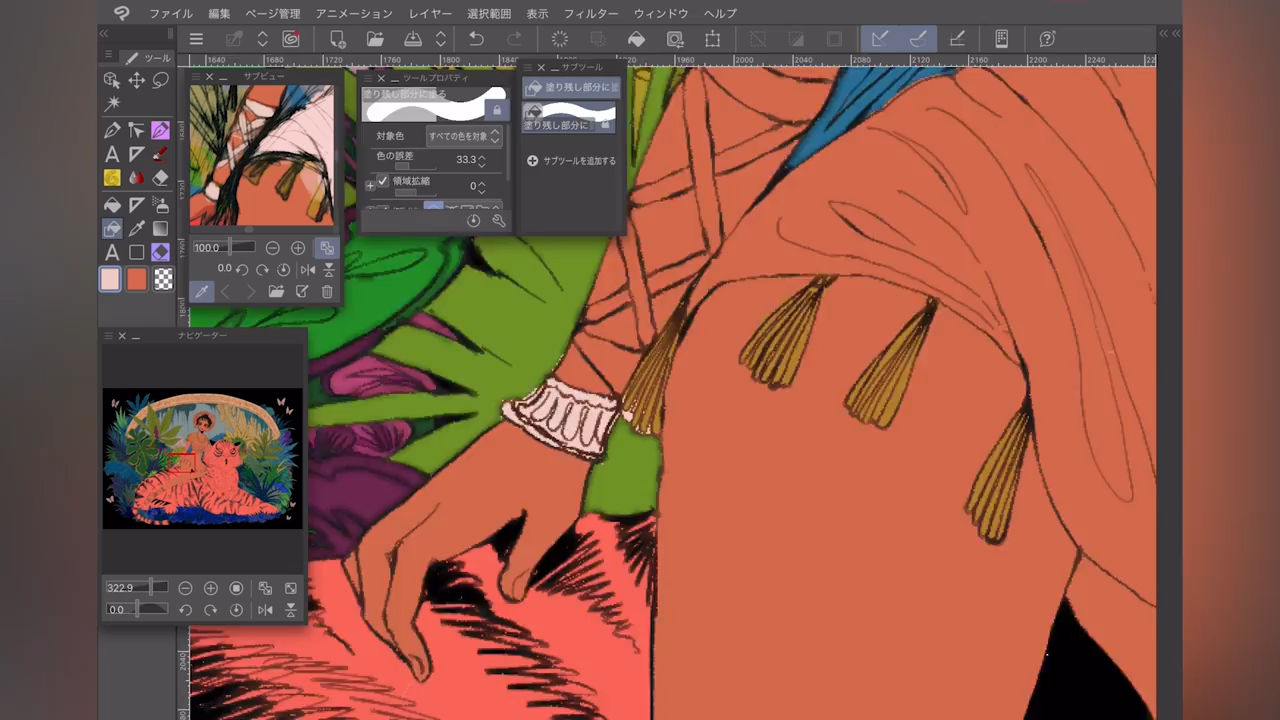 ファイル 編集 ページ管理 アニメーション レイヤー 選択範囲 表示 フィルター ウィンドウ ヘルプ
ツール
1640 1680 1720 1760 1800 1840 1920 1960 2000 2040 2080 2120 2160 2200 2240
サブビュー
100.0
0.0
ツールプロパティ
塗り残し部分に塗る
対象色 すべての色を対象
色の誤差 33.3
領域拡縮 0
サブツール
塗り残し部分に塗
塗り残し部分に
サブツールを追加する
ナビゲーター
322.9
0.0
2040